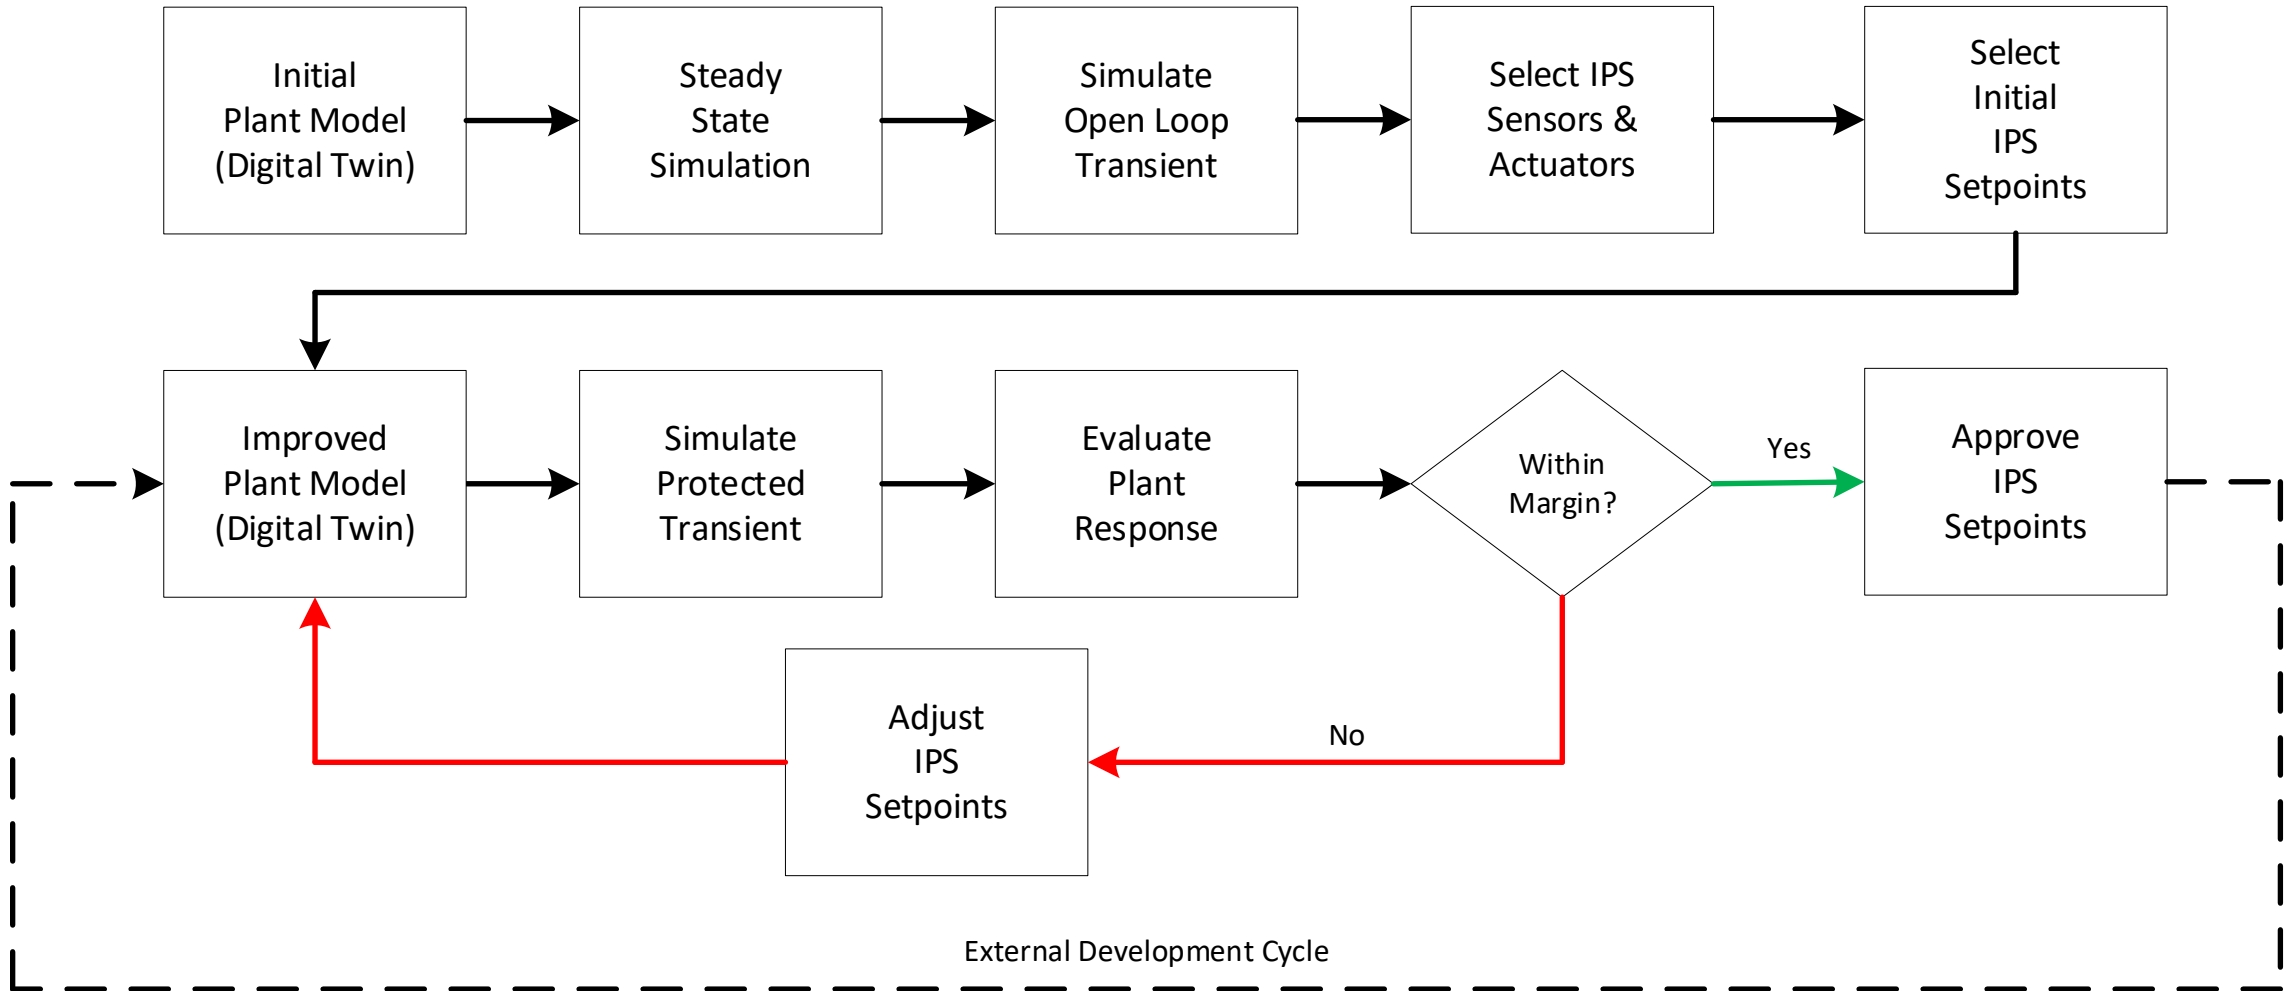 Initial
Plant Model
(Digital Twin)
Steady
State
Simulation
Simulate
Open Loop
Transient
Select IPS
Sensors &
Actuators
Select
Initial
IPS
Setpoints
Improved
Plant Model
(Digital Twin)
Simulate
Protected
Transient
Evaluate
Plant
Response
Within
Margin?
Yes
Approve
IPS
Setpoints
Adjust
IPS
Setpoints
No
External Development Cycle